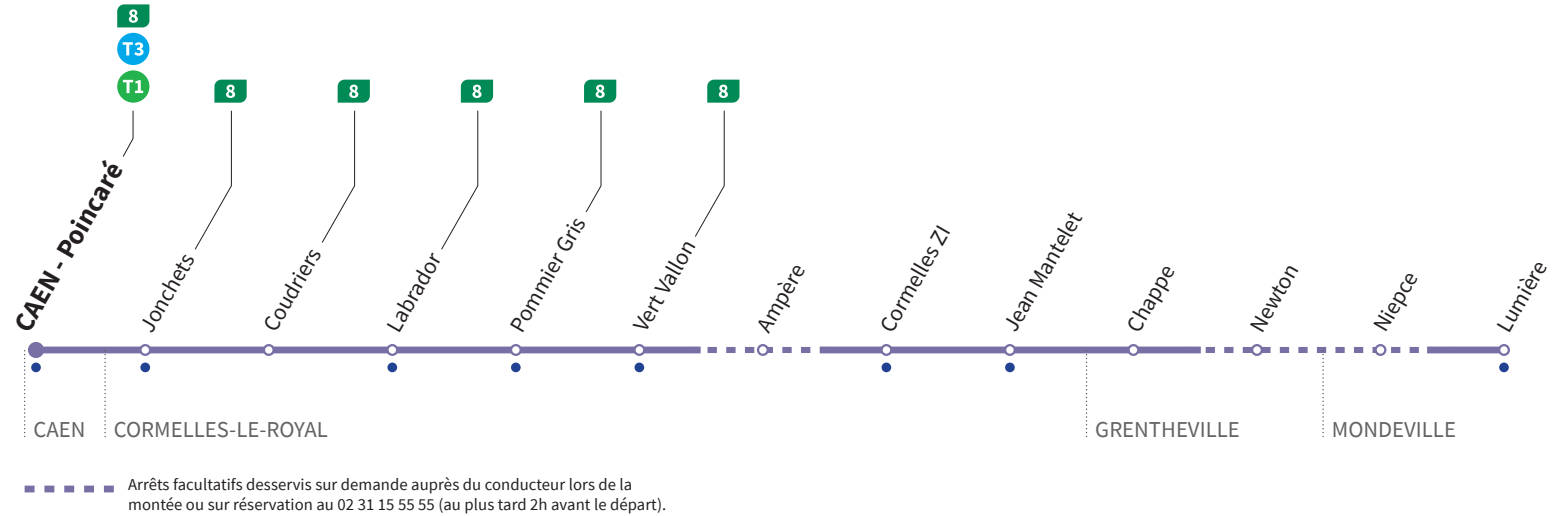 8
T3
T1
8
8
8
8
8
CAEN - Poincaré
Jonchets
Coudriers
Labrador
Pommier Gris
Vert Vallon
Ampère
Cormelles ZI
Jean Mantelet
Chappe
Newton
Niepce
Lumière
CAEN
CORMELLES-LE-ROYAL
GRENTHEVILLE
MONDEVILLE
Arrêts facultatifs desservis sur demande auprès du conducteur lors de la
montée ou sur réservation au 02 31 15 55 55 (au plus tard 2h avant le départ).